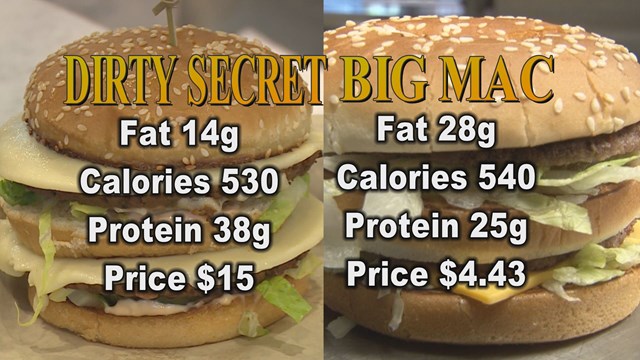 DIRTY SECRET
Fat 14g
Calories 530
Protein 38g
Price $15
BIG MAC
Fat 28g
Calories 540
Protein 25g
Price $4.43